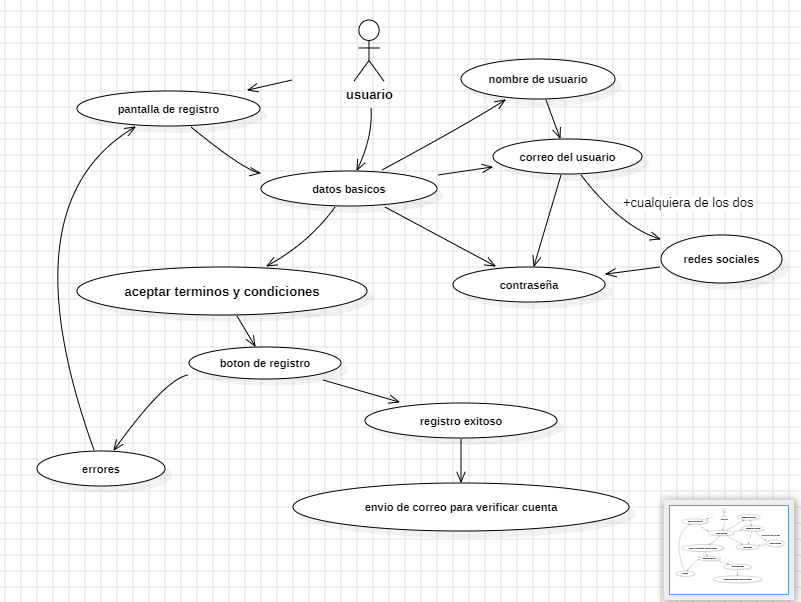 usuario
nombre de usuario
pantalla de registro
correo del usuario
datos basicos
+cualquiera de los dos
redes sociales
aceptar terminos y condiciones
contraseña
boton de registro
registro exitoso
errores
envio de correo para verificar cuenta